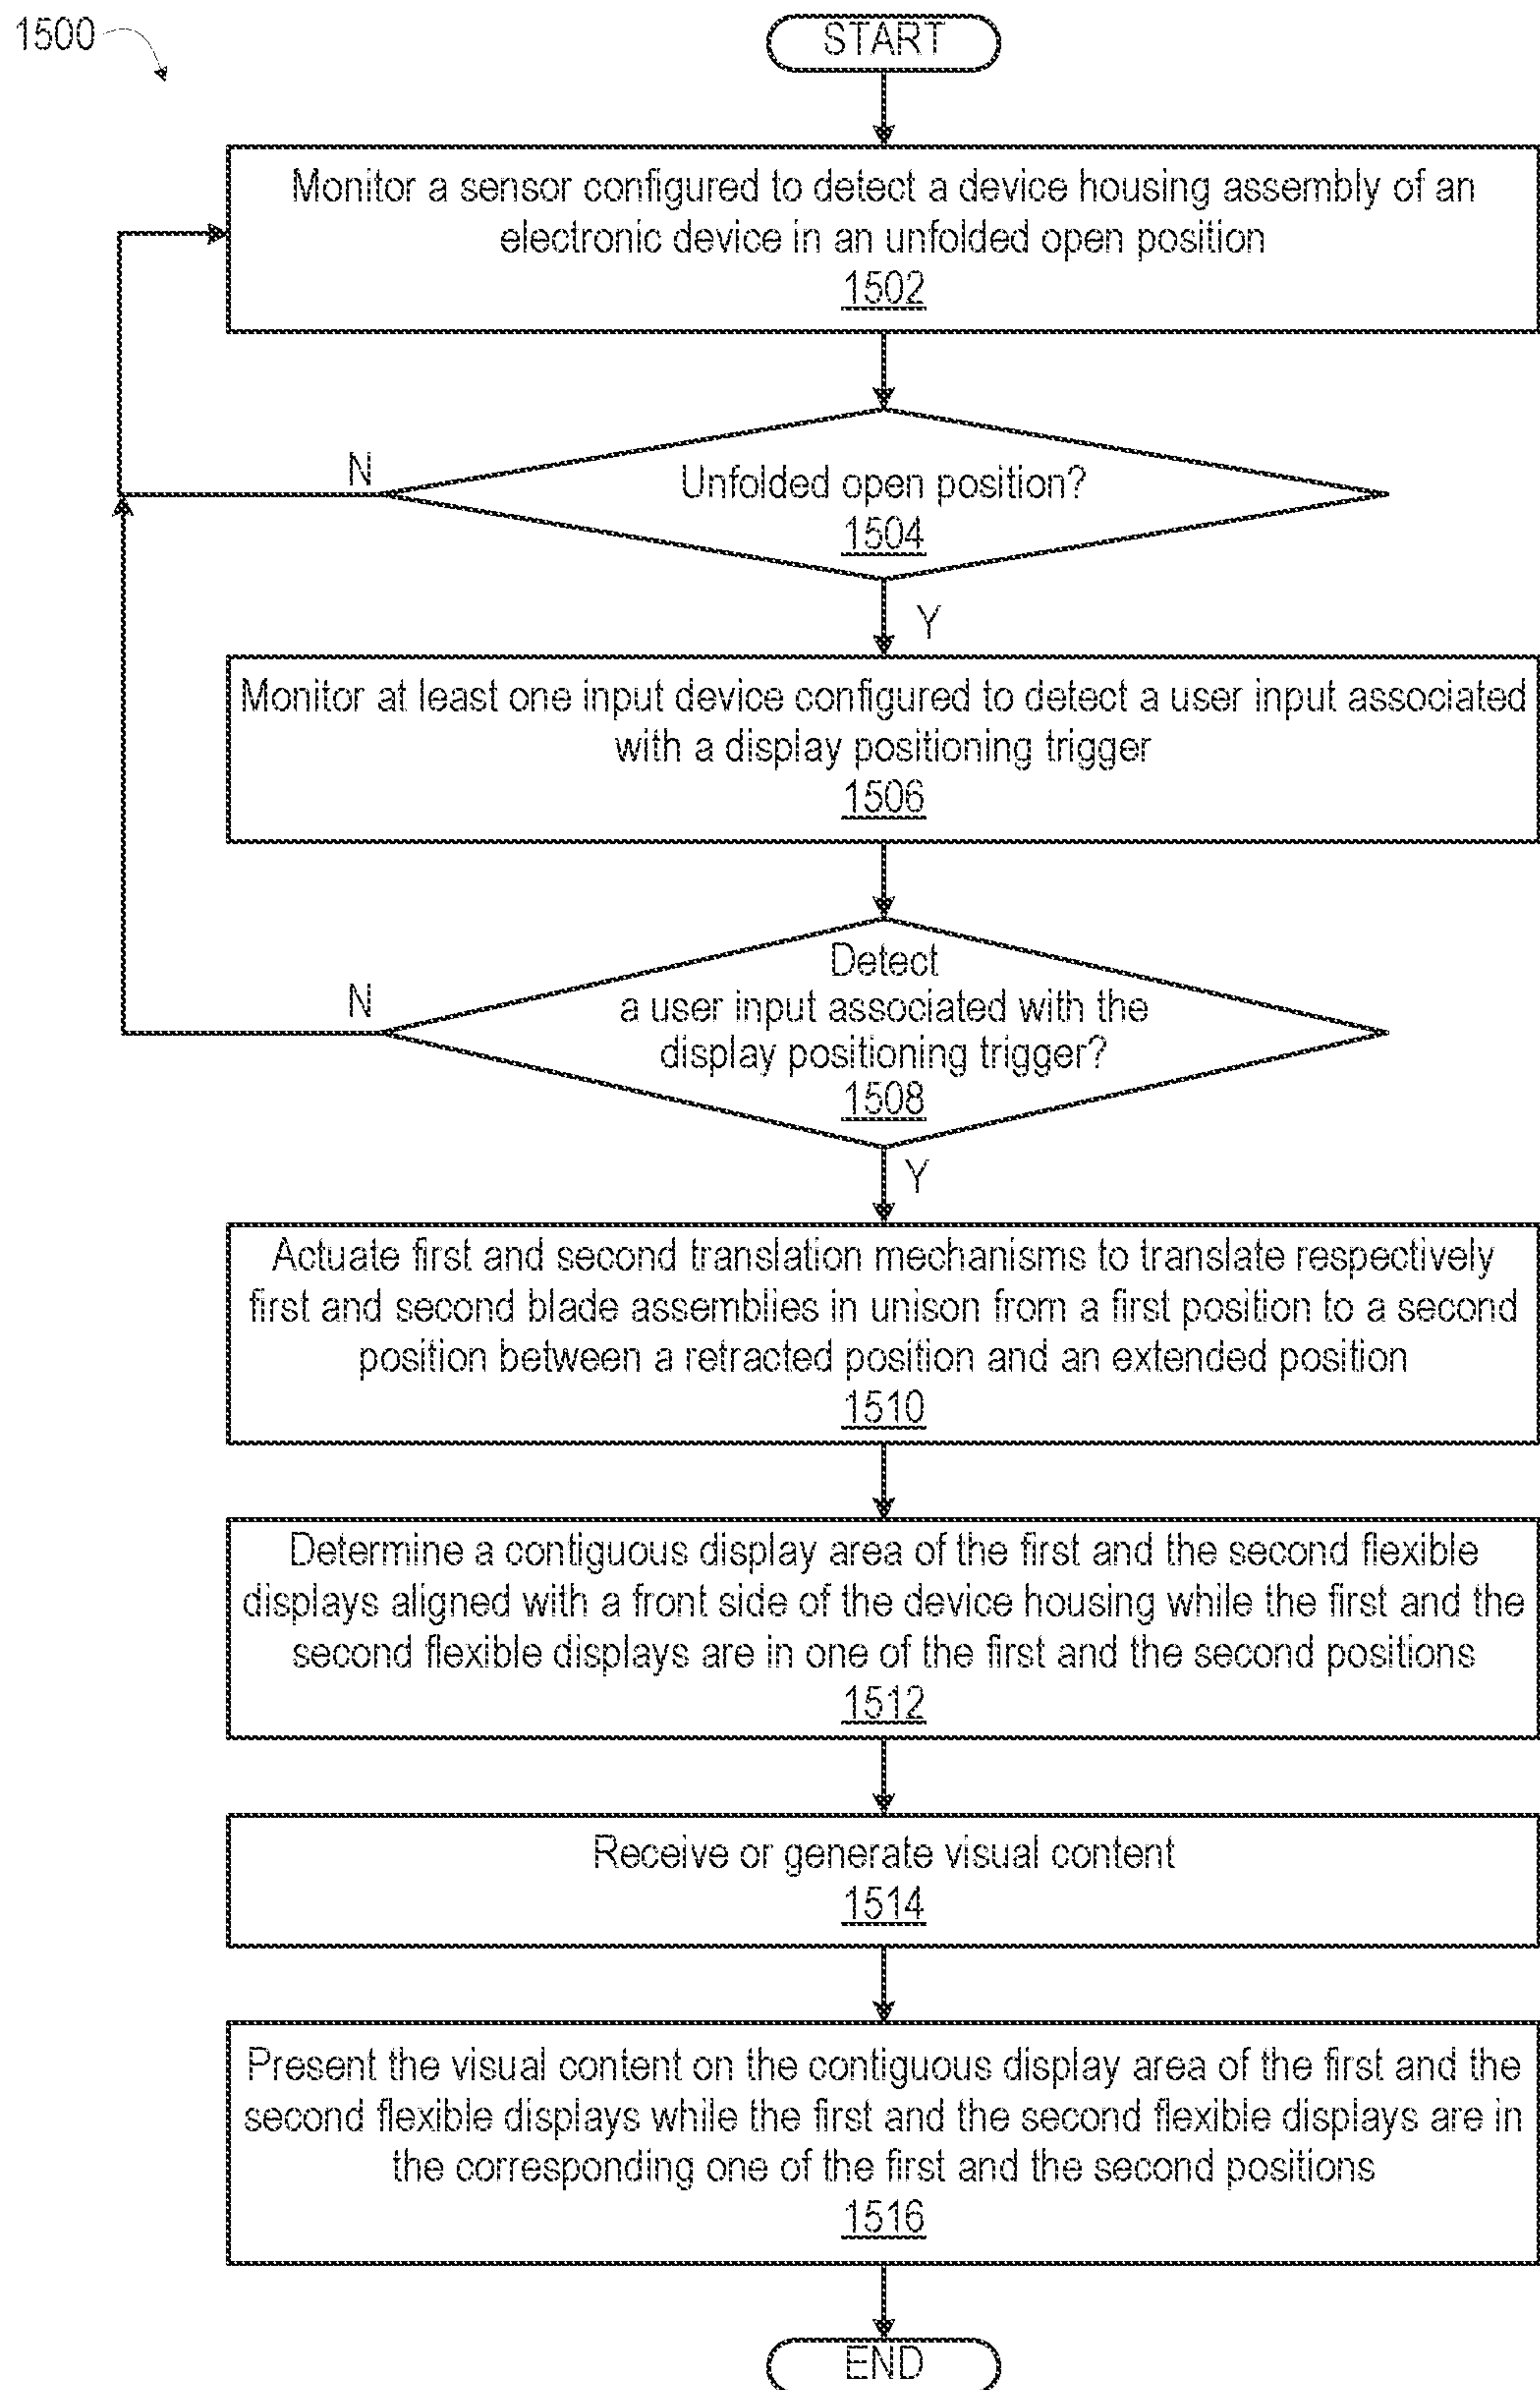 1500
START
Monitor a sensor configured to detect a device housing assembly of an
electronic device in an unfolded open position
1502
Unfolded open position?
1504
N
Y
Monitor at least one input device configured to detect a user input associated
with a display positioning trigger
1506
Detect
a user input associated with the
display positioning trigger?
1508
N
Y
Actuate first and second translation mechanisms to translate respectively
first and second blade assemblies in unison from a first position to a second
position between a retracted position and an extended position
1510
Determine a contiguous display area of the first and the second flexible
displays aligned with a front side of the device housing while the first and the
second flexible displays are in one of the first and the second positions
1512
Receive or generate visual content
1514
Present the visual content on the contiguous display area of the first and the
second flexible displays while the first and the second flexible displays are in
the corresponding one of the first and the second positions
1516
END